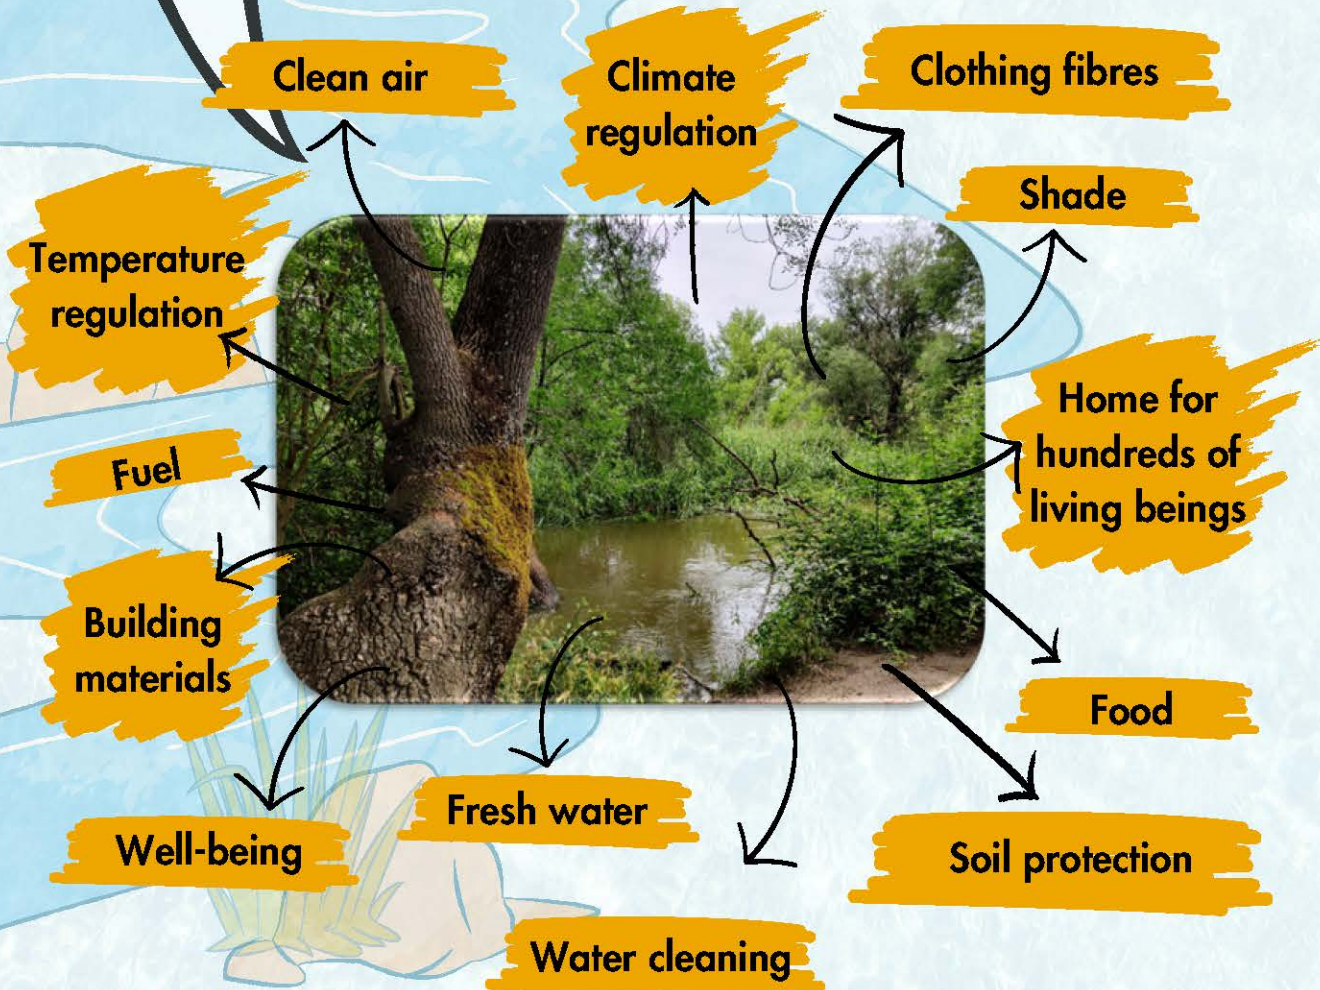 Clean air
Climate
regulation
Clothing fibres
Shade
Temperature
regulation
Home for
hundreds of
living beings
Fuel
Building
materials
Food
Fresh water
Well-being
Soil protection
Water cleaning